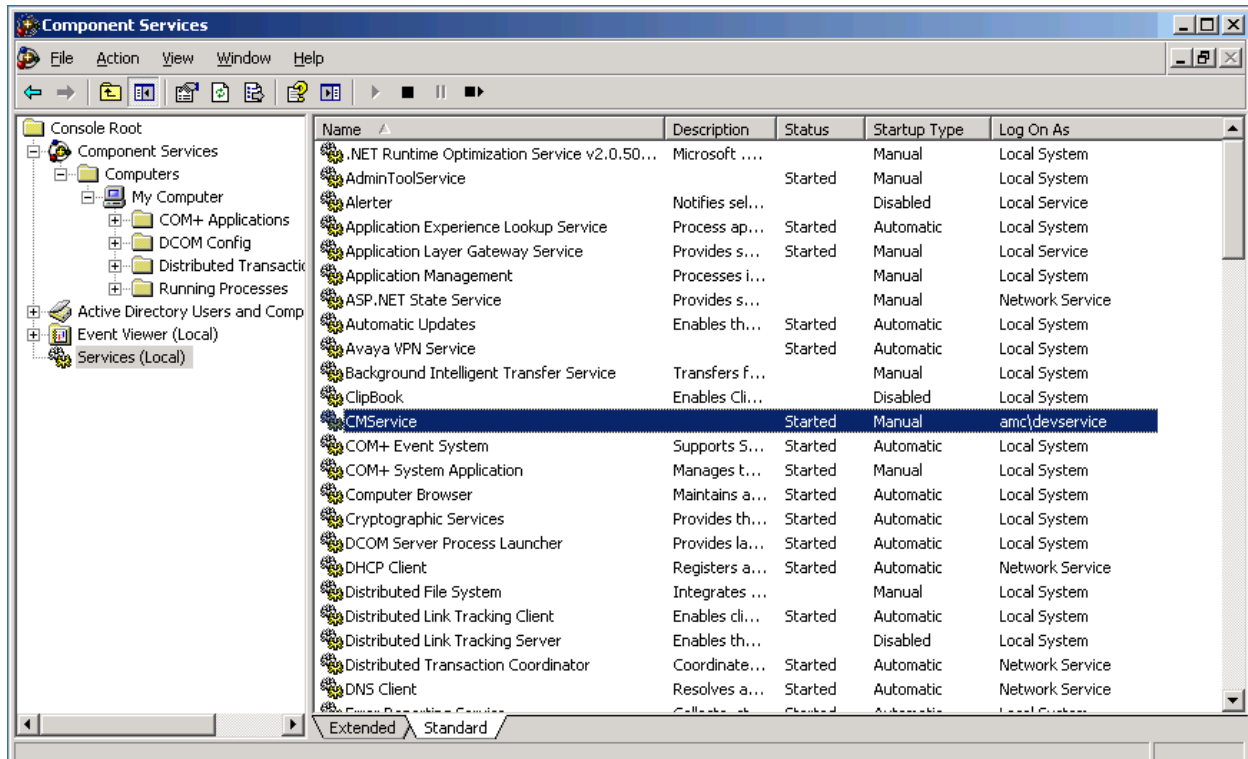 Component Services
File Action View Window Help
Console Root
Component Services
Computers
My Computer
COM+ Applications
DCOM Config
Distributed Transactio
Running Processes
Active Directory Users and Comp
Event Viewer (Local)
Services (Local)
Name Description Status Startup Type Log On As
.NET Runtime Optimization Service v2.0.50... Microsoft .... Manual Local System
AdminToolService Started Manual Local System
Alerter Notifies sel... Disabled Local Service
Application Experience Lookup Service Process ap... Started Automatic Local System
Application Layer Gateway Service Provides s... Started Manual Local Service
Application Management Processes i... Manual Local System
ASP.NET State Service Provides s... Manual Network Service
Automatic Updates Enables th... Started Automatic Local System
Avaya VPN Service Started Automatic Local System
Background Intelligent Transfer Service Transfers f... Manual Local System
ClipBook Enables Cli... Disabled Local System
CMService Started Manual amc\devservice
COM+ Event System Supports S... Started Automatic Local System
COM+ System Application Manages t... Started Manual Local System
Computer Browser Maintains a... Started Automatic Local System
Cryptographic Services Provides th... Started Automatic Local System
DCOM Server Process Launcher Provides la... Started Automatic Local System
DHCP Client Registers a... Started Automatic Network Service
Distributed File System Integrates ... Manual Local System
Distributed Link Tracking Client Enables cli... Started Automatic Local System
Distributed Link Tracking Server Enables th... Disabled Local System
Distributed Transaction Coordinator Coordinate... Started Automatic Network Service
DNS Client Resolves a... Started Automatic Network Service
Extended Standard